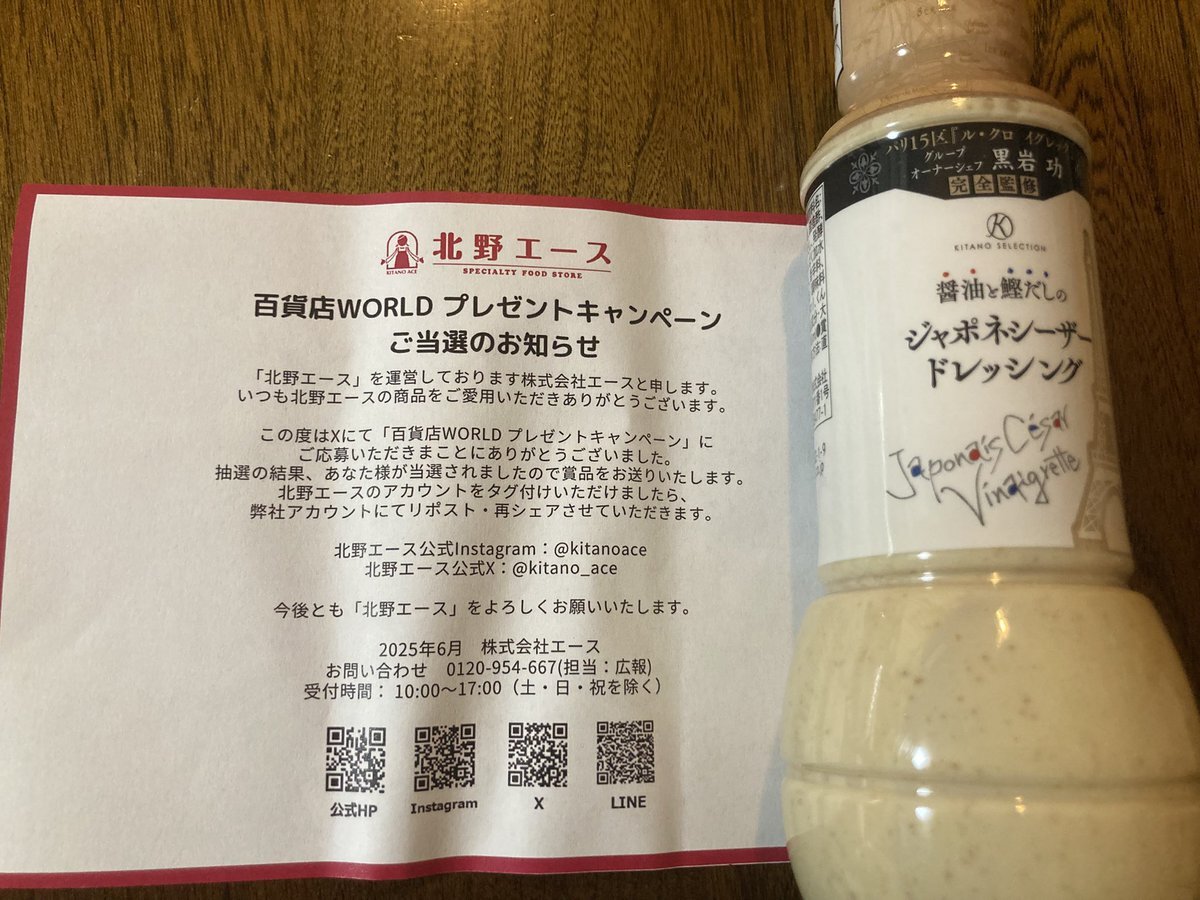 北野エース
KITANO ACE
SPECIALTY FOOD STORE
百貨店WORLD プレゼントキャンペーン
ご当選のお知らせ
「北野エース」を運営しております株式会社エースと申します。
いつも北野エースの商品をご愛用いただきありがとうございます。
この度はXにて「百貨店WORLD プレゼントキャンペーン」に
ご応募いただきまことにありがとうございました。
抽選の結果、あなた様が当選されましたので賞品をお送りいたします。
北野エースのアカウントをタグ付けいただけましたら、
弊社アカウントにてリポスト・再シェアさせていただきます。
北野エース公式Instagram：@kitanoace
北野エース公式X：@kitano_ace
今後とも「北野エース」をよろしくお願いいたします。
2025年6月　株式会社エース
お問い合わせ　0120-954-667(担当：広報)
受付時間： 10:00～17:00（土・日・祝を除く）
公式HP
Instagram
X
LINE
パリ15区『ル・クロ イグレック
グループ
オーナーシェフ 黒岩 功
完全監修
KITANO SELECTION
醤油と鰹だしの
ジャポネシーザー
ドレッシング
Japonais César
Vinaigrette